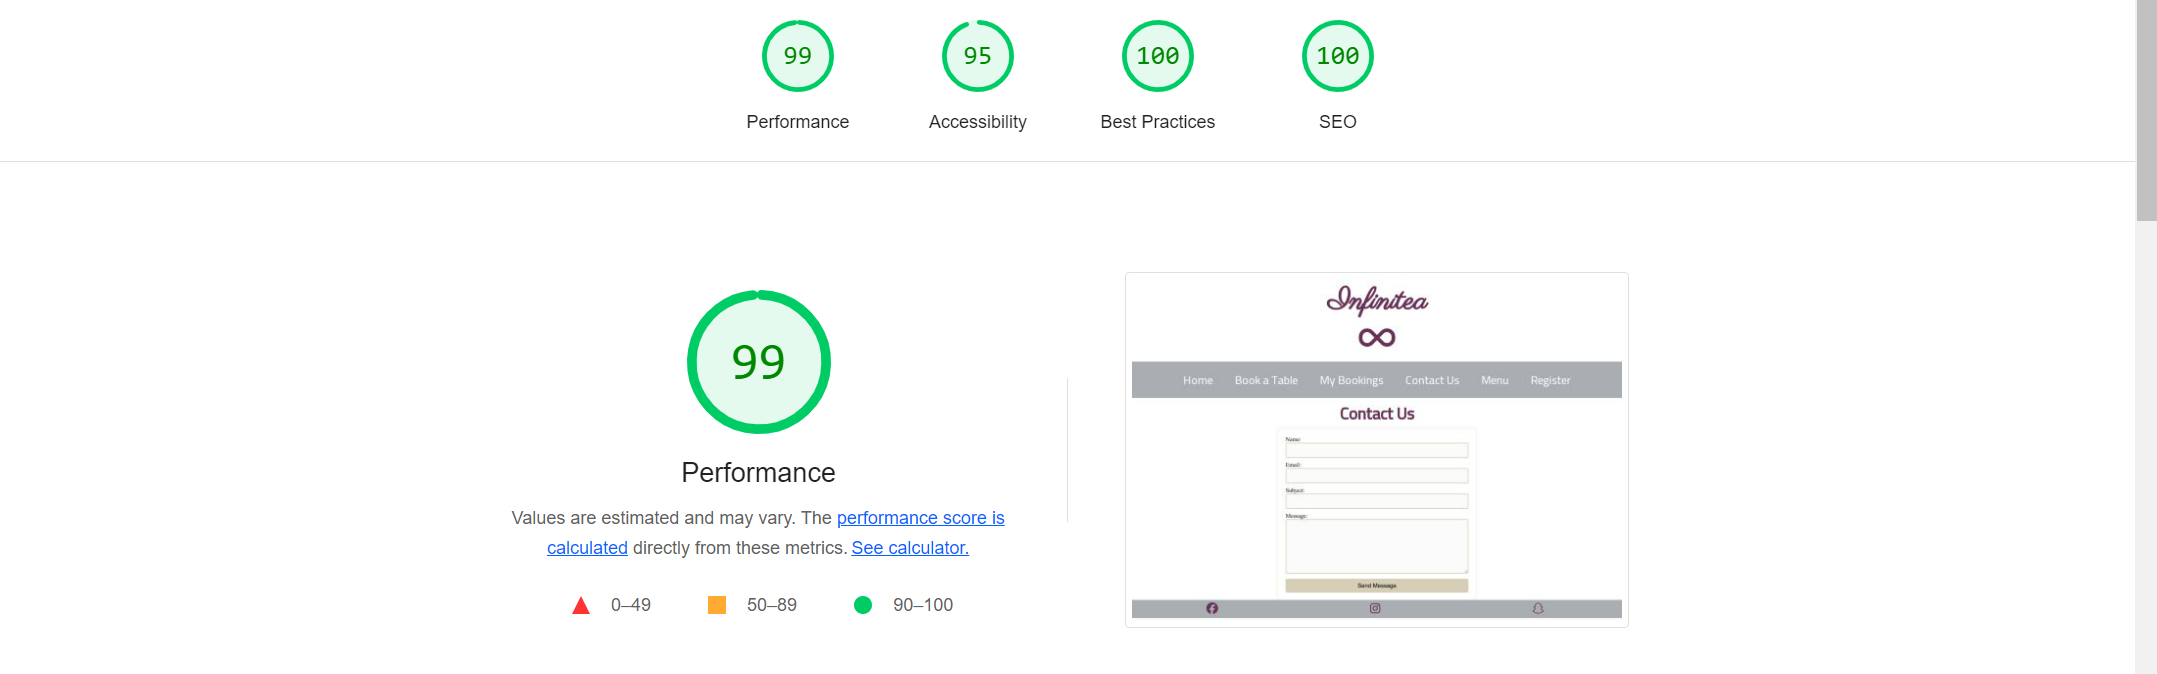 99 95 100 100
Performance Accessibility Best Practices SEO
99
Performance
Values are estimated and may vary. The performance score is
calculated directly from these metrics. See calculator.
0–49 50–89 90–100
Infinitea
Home Book a Table My Bookings Contact Us Menu Register
Contact Us
Name:
Email:
Subject:
Message:
Send Message